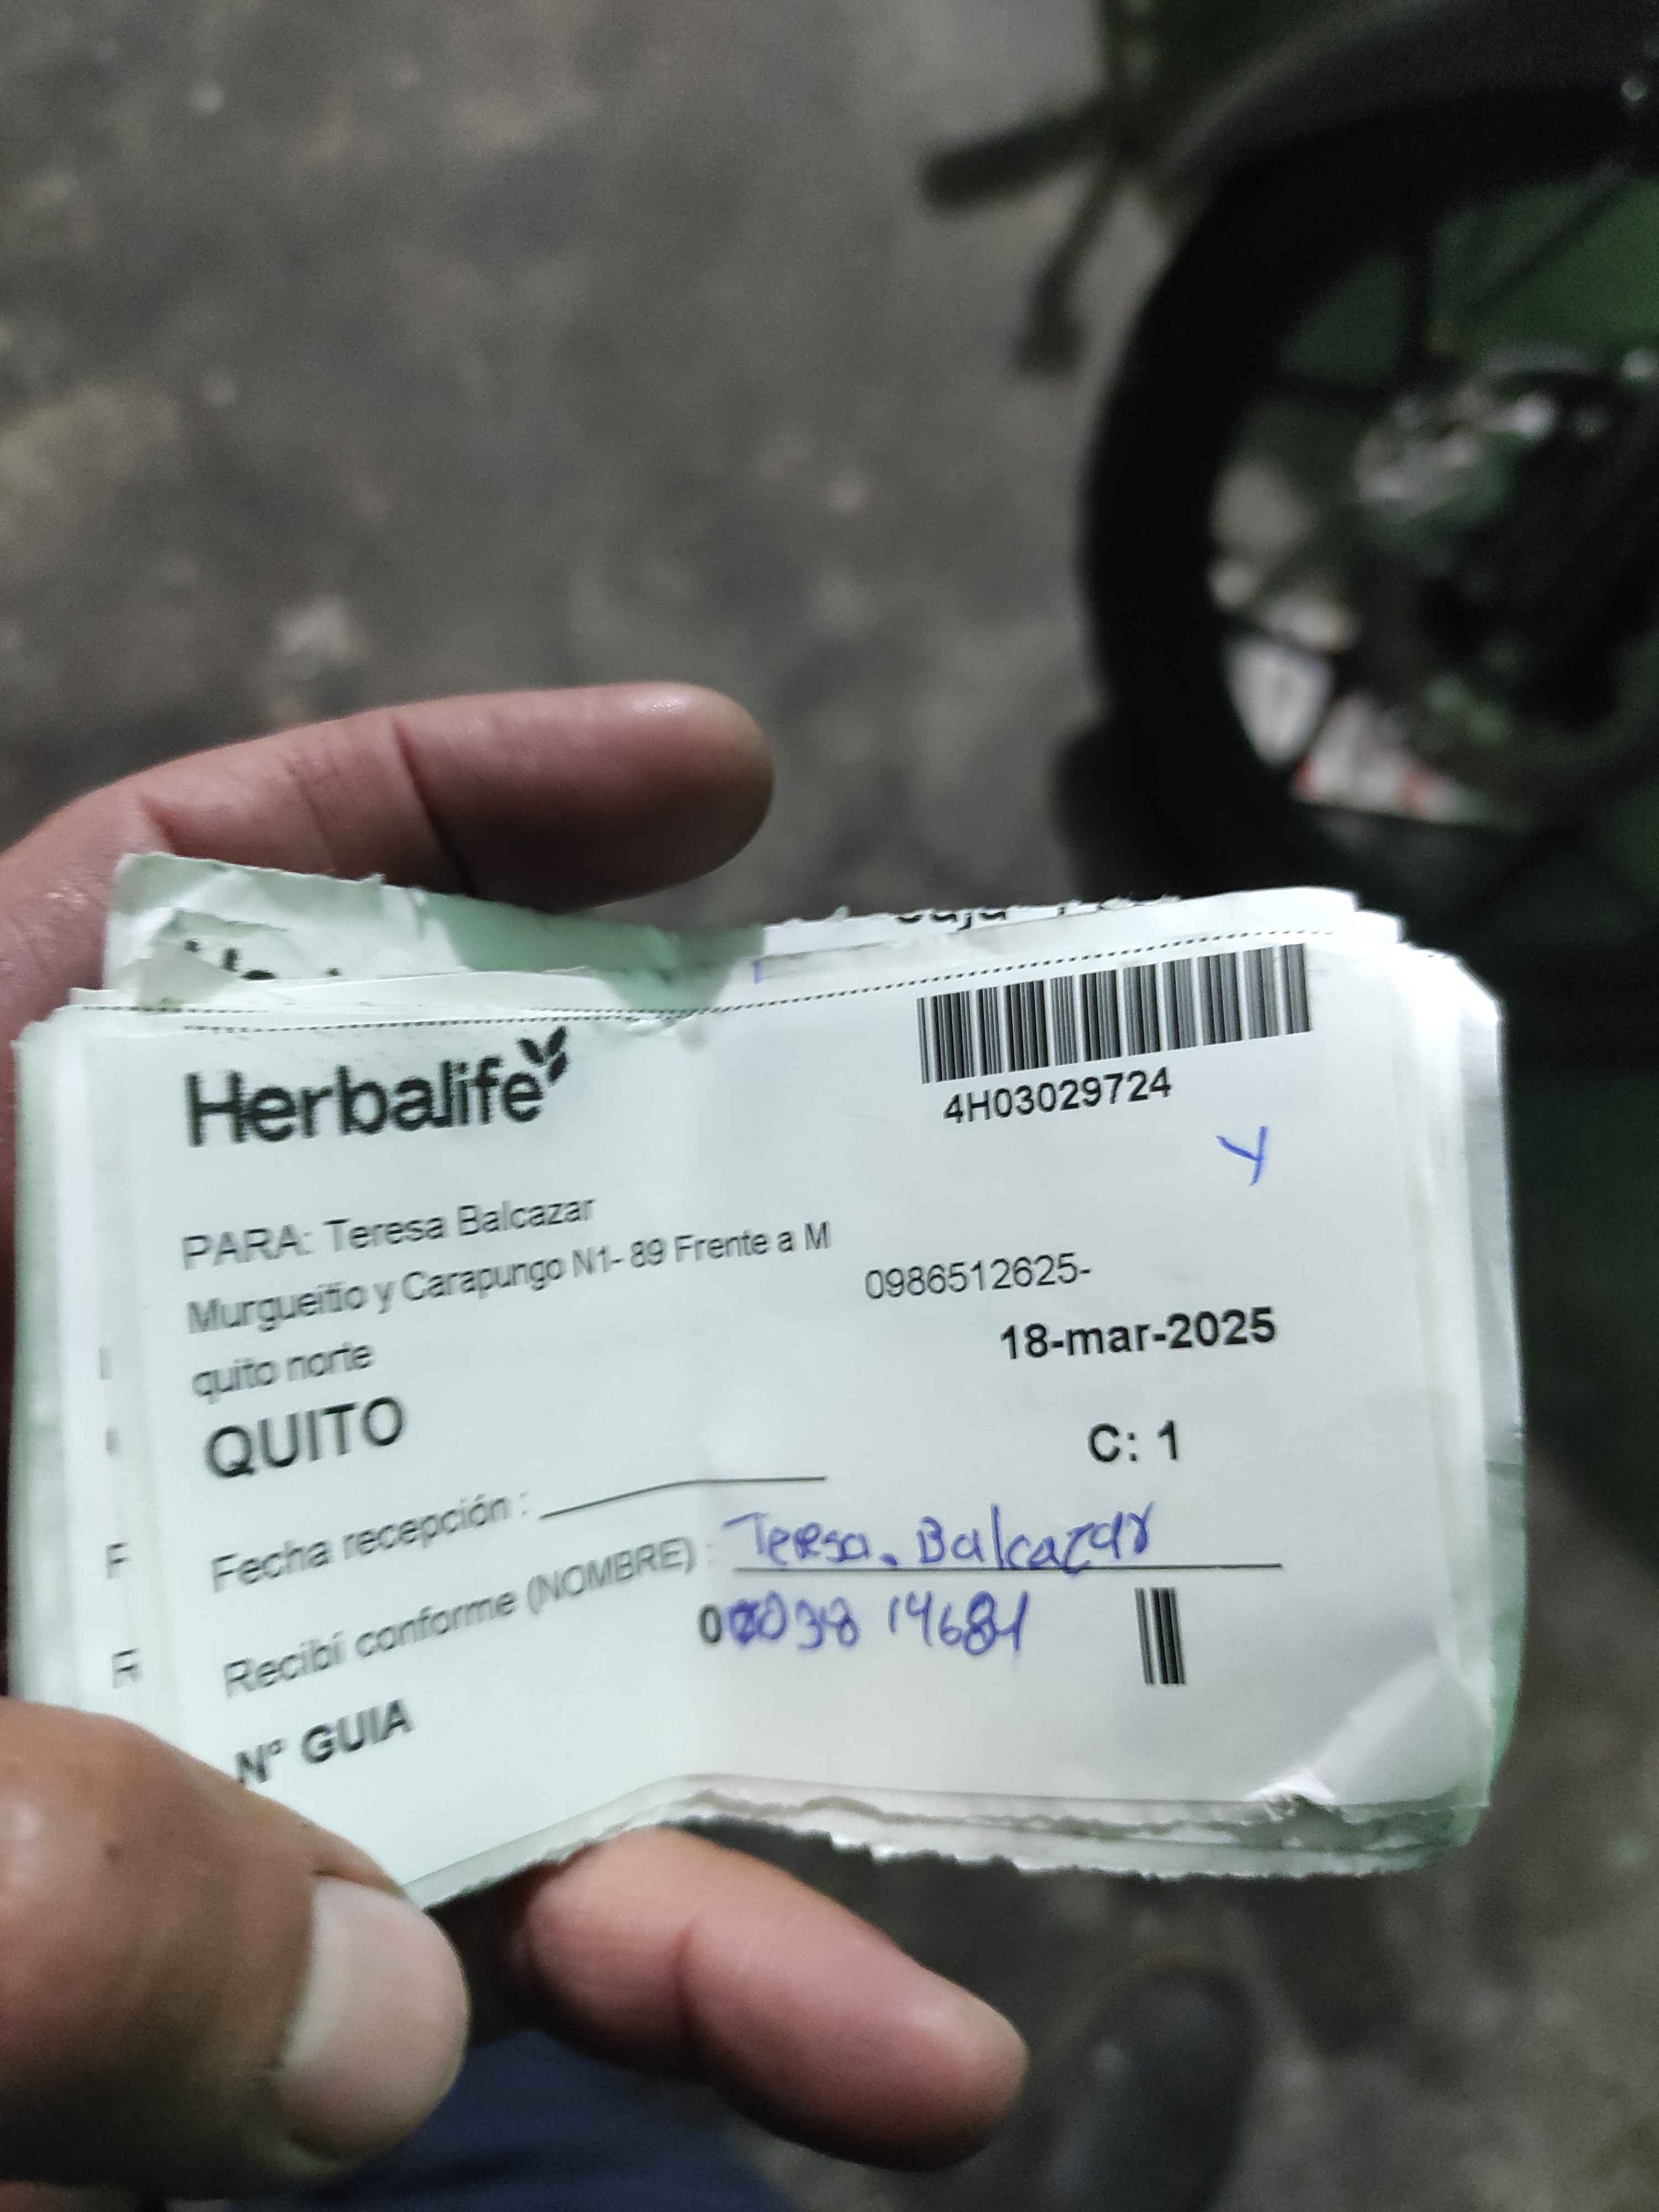 Herbalife
4H03029724
Y
PARA: Teresa Balcazar
Murgueitio y Carapungo N1- 89 Frente a M
0986512625-
quito norte
18-mar-2025
QUITO
C: 1
Fecha recepción :
Recibí conforme (NOMBRE) : Teresa. Balcazar
N° GUIA